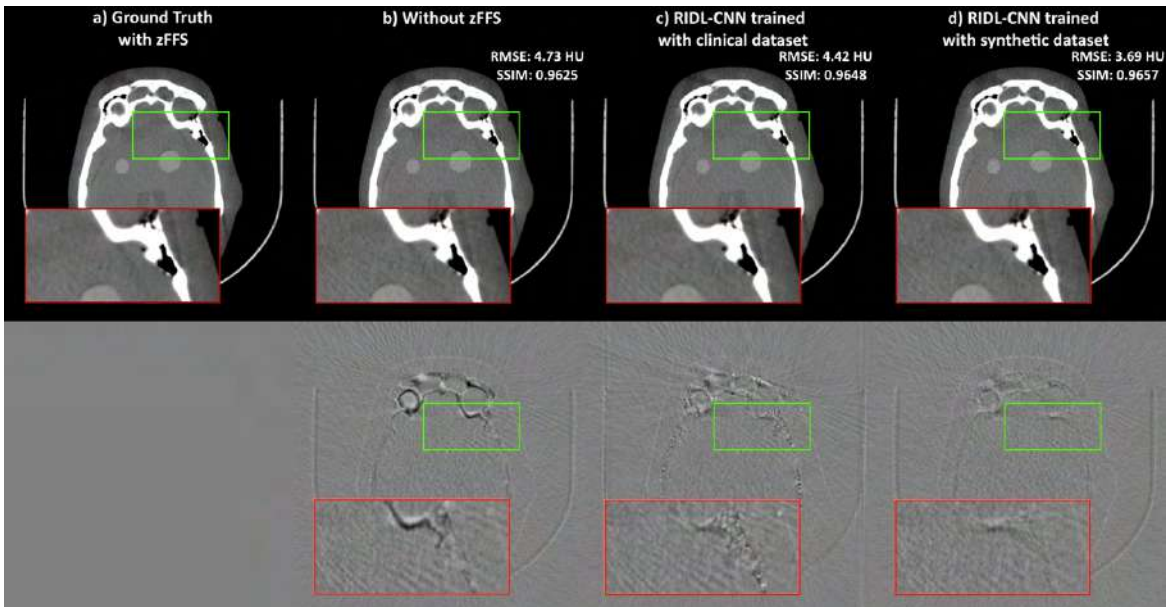 a) Ground Truth
with zFFS
b) Without zFFS
RMSE: 4.73 HU
SSIM: 0.9625
c) RIDL-CNN trained
with clinical dataset
RMSE: 4.42 HU
SSIM: 0.9648
d) RIDL-CNN trained
with synthetic dataset
RMSE: 3.69 HU
SSIM: 0.9657